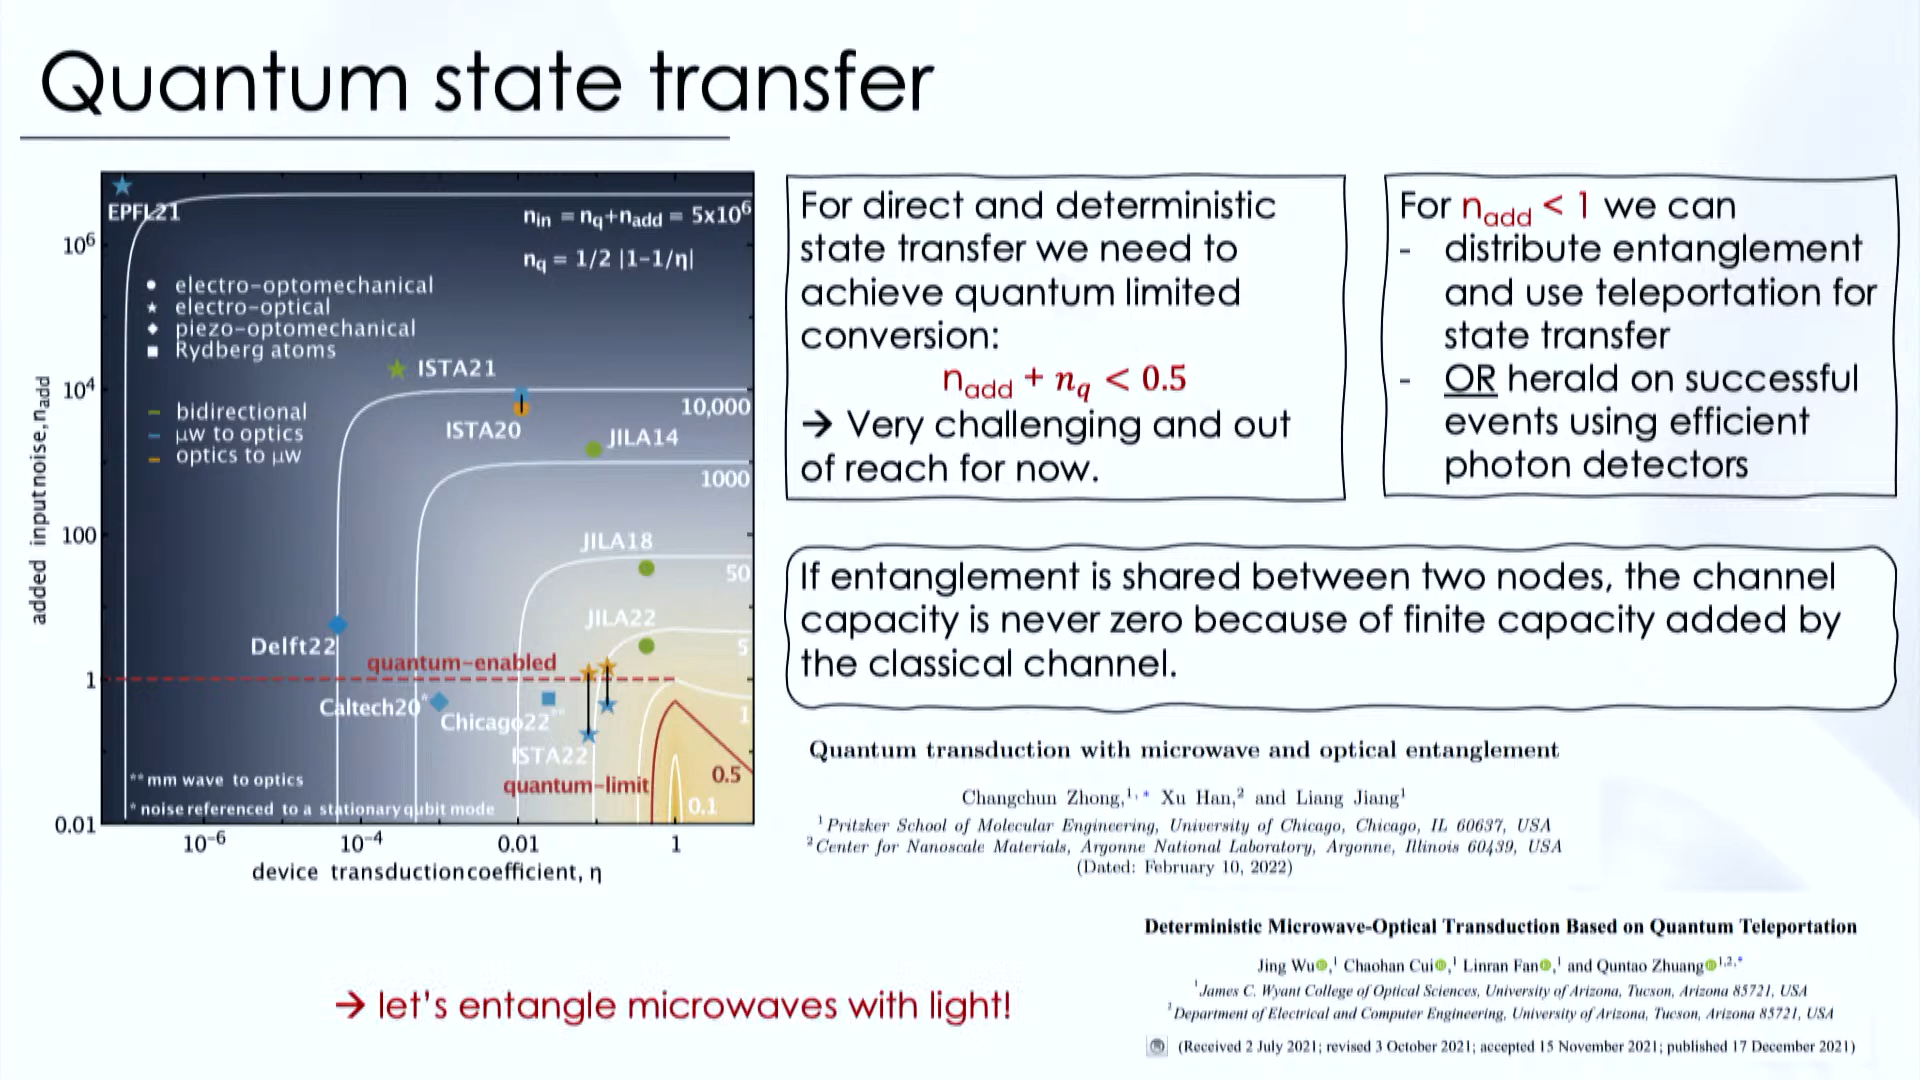 Quantum state transfer
EPFL21
n_in = n_q+n_add = 5x10^6
n_q = 1/2 |1-1/η|
10^6
electro-optomechanical
electro-optical
piezo-optomechanical
Rydberg atoms
ISTA21
10^4
10,000
bidirectional
μw to optics
optics to μw
ISTA20
JILA14
1000
added input noise, n_add
100
JILA18
50
JILA22
Delft22
5
quantum-enabled
1
Caltech20*
Chicago22**
1
ISTA22
** mm wave to optics
quantum-limit
0.5
* noise referenced to a stationary qubit mode
0.1
0.01
10^-6
10^-4
0.01
1
device transduction coefficient, η
For direct and deterministic
state transfer we need to
achieve quantum limited
conversion:
n_add + n_q < 0.5
→ Very challenging and out
of reach for now.
For n_add < 1 we can
- distribute entanglement
and use teleportation for
state transfer
- OR herald on successful
events using efficient
photon detectors
If entanglement is shared between two nodes, the channel
capacity is never zero because of finite capacity added by
the classical channel.
Quantum transduction with microwave and optical entanglement
Changchun Zhong,1,* Xu Han,2 and Liang Jiang1
1Pritzker School of Molecular Engineering, University of Chicago, Chicago, IL 60637, USA
2Center for Nanoscale Materials, Argonne National Laboratory, Argonne, Illinois 60439, USA
(Dated: February 10, 2022)
Deterministic Microwave-Optical Transduction Based on Quantum Teleportation
Jing Wu,1 Chaohan Cui,1 Linran Fan,1 and Quntao Zhuang1,2,*
1James C. Wyant College of Optical Sciences, University of Arizona, Tucson, Arizona 85721, USA
2Department of Electrical and Computer Engineering, University of Arizona, Tucson, Arizona 85721, USA
(Received 2 July 2021; revised 3 October 2021; accepted 15 November 2021; published 17 December 2021)
→ let's entangle microwaves with light!